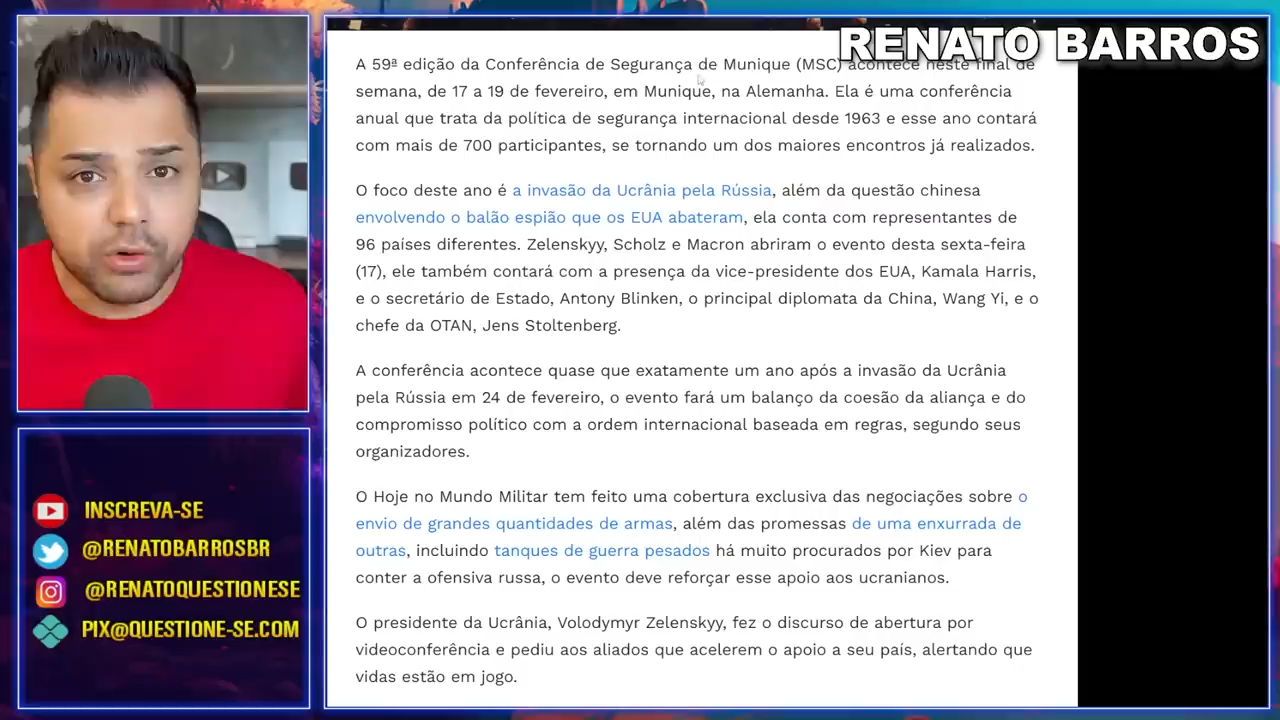 RENATO BARROS
A 59ª edição da Conferência de Segurança de Munique (MSC) acontece neste final de
semana, de 17 a 19 de fevereiro, em Munique, na Alemanha. Ela é uma conferência
anual que trata da política de segurança internacional desde 1963 e esse ano contará
com mais de 700 participantes, se tornando um dos maiores encontros já realizados.
O foco deste ano é a invasão da Ucrânia pela Rússia, além da questão chinesa
envolvendo o balão espião que os EUA abateram, ela conta com representantes de
96 países diferentes. Zelenskyy, Scholz e Macron abriram o evento desta sexta-feira
(17), ele também contará com a presença da vice-presidente dos EUA, Kamala Harris,
e o secretário de Estado, Antony Blinken, o principal diplomata da China, Wang Yi, e o
chefe da OTAN, Jens Stoltenberg.
A conferência acontece quase que exatamente um ano após a invasão da Ucrânia
pela Rússia em 24 de fevereiro, o evento fará um balanço da coesão da aliança e do
compromisso político com a ordem internacional baseada em regras, segundo seus
organizadores.
O Hoje no Mundo Militar tem feito uma cobertura exclusiva das negociações sobre o
envio de grandes quantidades de armas, além das promessas de uma enxurrada de
outras, incluindo tanques de guerra pesados há muito procurados por Kiev para
conter a ofensiva russa, o evento deve reforçar esse apoio aos ucranianos.
O presidente da Ucrânia, Volodymyr Zelenskyy, fez o discurso de abertura por
videoconferência e pediu aos aliados que acelerem o apoio a seu país, alertando que
vidas estão em jogo.
INSCREVA-SE
@RENATOBARROSBR
@RENATOQUESTIONESE
PIX@QUESTIONE-SE.COM